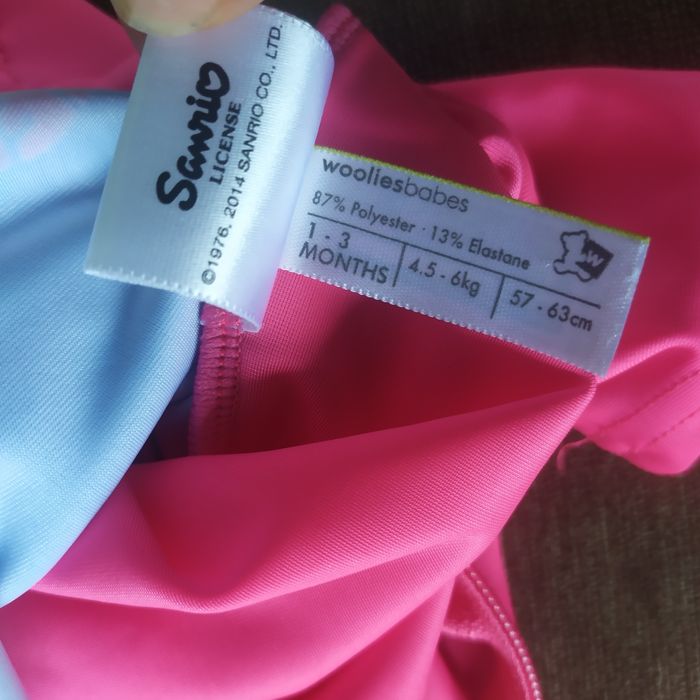 Sanrio
LICENSE
©1976, 2014 SANRIO CO., LTD.
wooliesbabes
87% Polyester · 13% Elastane
1 - 3
MONTHS
4.5 - 6kg
57 - 63cm
W